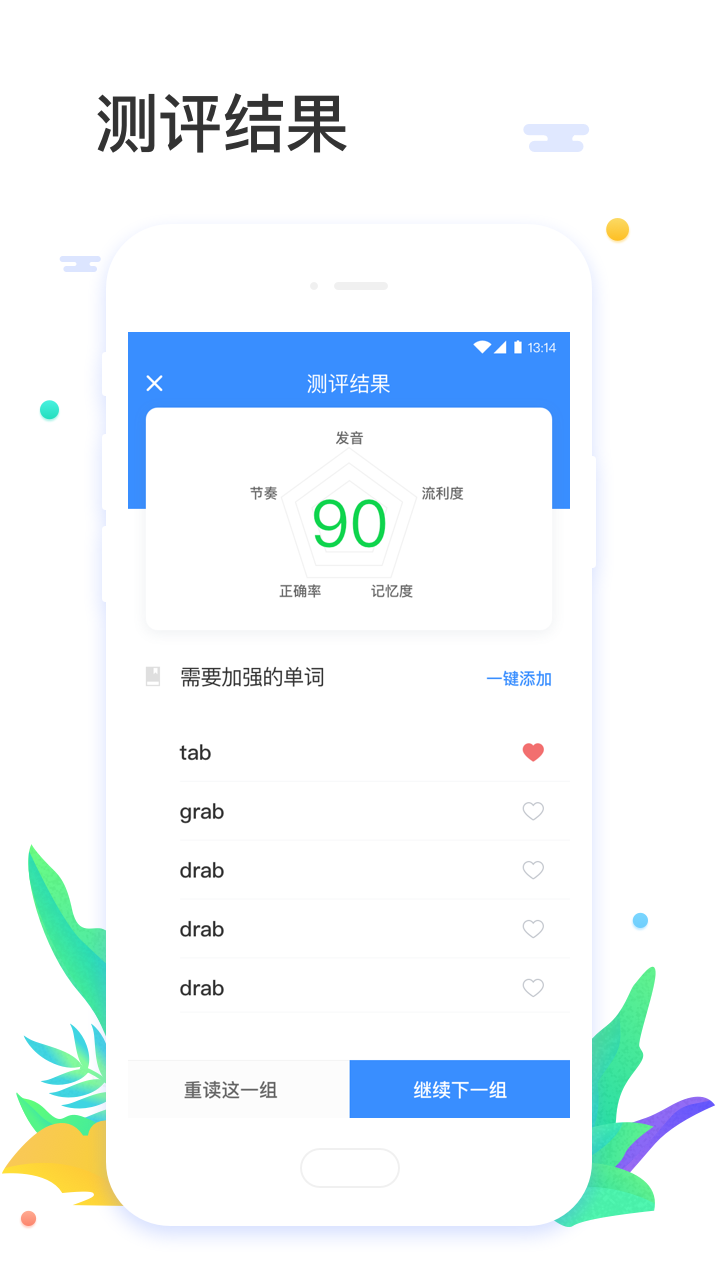 测评结果
13:14
测评结果
发音
节奏
流利度
90
正确率
记忆度
需要加强的单词
一键添加
tab
grab
drab
drab
drab
重读这一组
继续下一组